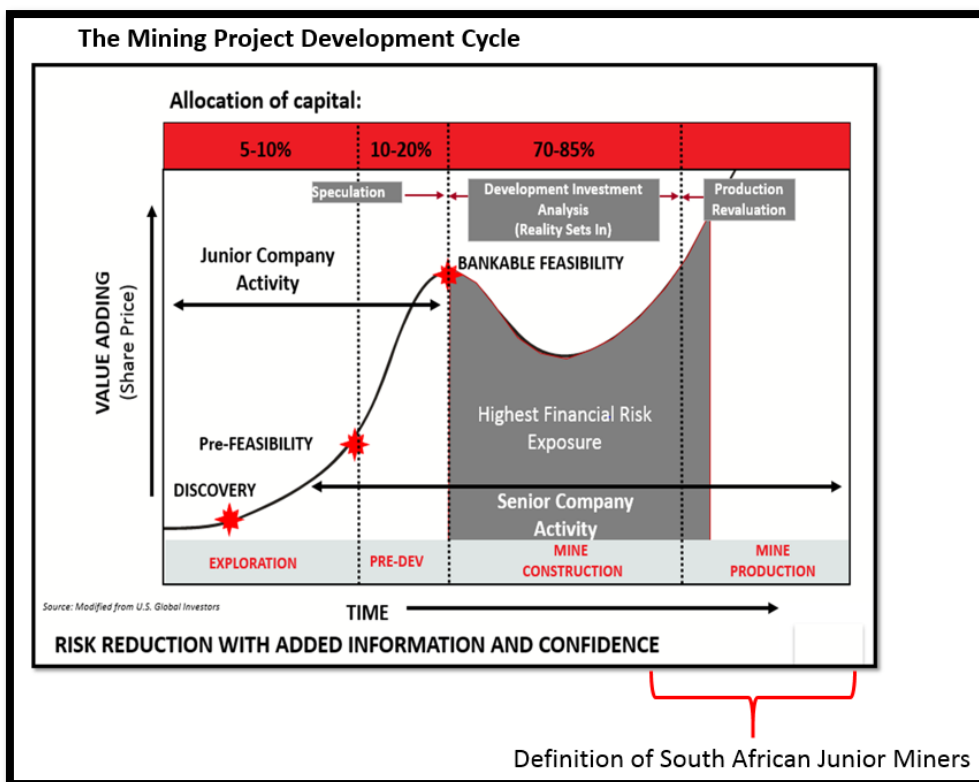 The Mining Project Development Cycle
Allocation of capital:
5-10%
10-20%
70-85%
Speculation
Development Investment
Analysis
(Reality Sets In)
Production
Revaluation
Junior Company
Activity
BANKABLE FEASIBILITY
VALUE ADDING
(Share Price)
Highest Financial Risk
Exposure
Pre-FEASIBILITY
DISCOVERY
Senior Company
Activity
EXPLORATION
PRE-DEV
MINE
CONSTRUCTION
MINE
PRODUCTION
Source: Modified from U.S. Global Investors
TIME
RISK REDUCTION WITH ADDED INFORMATION AND CONFIDENCE
Definition of South African Junior Miners